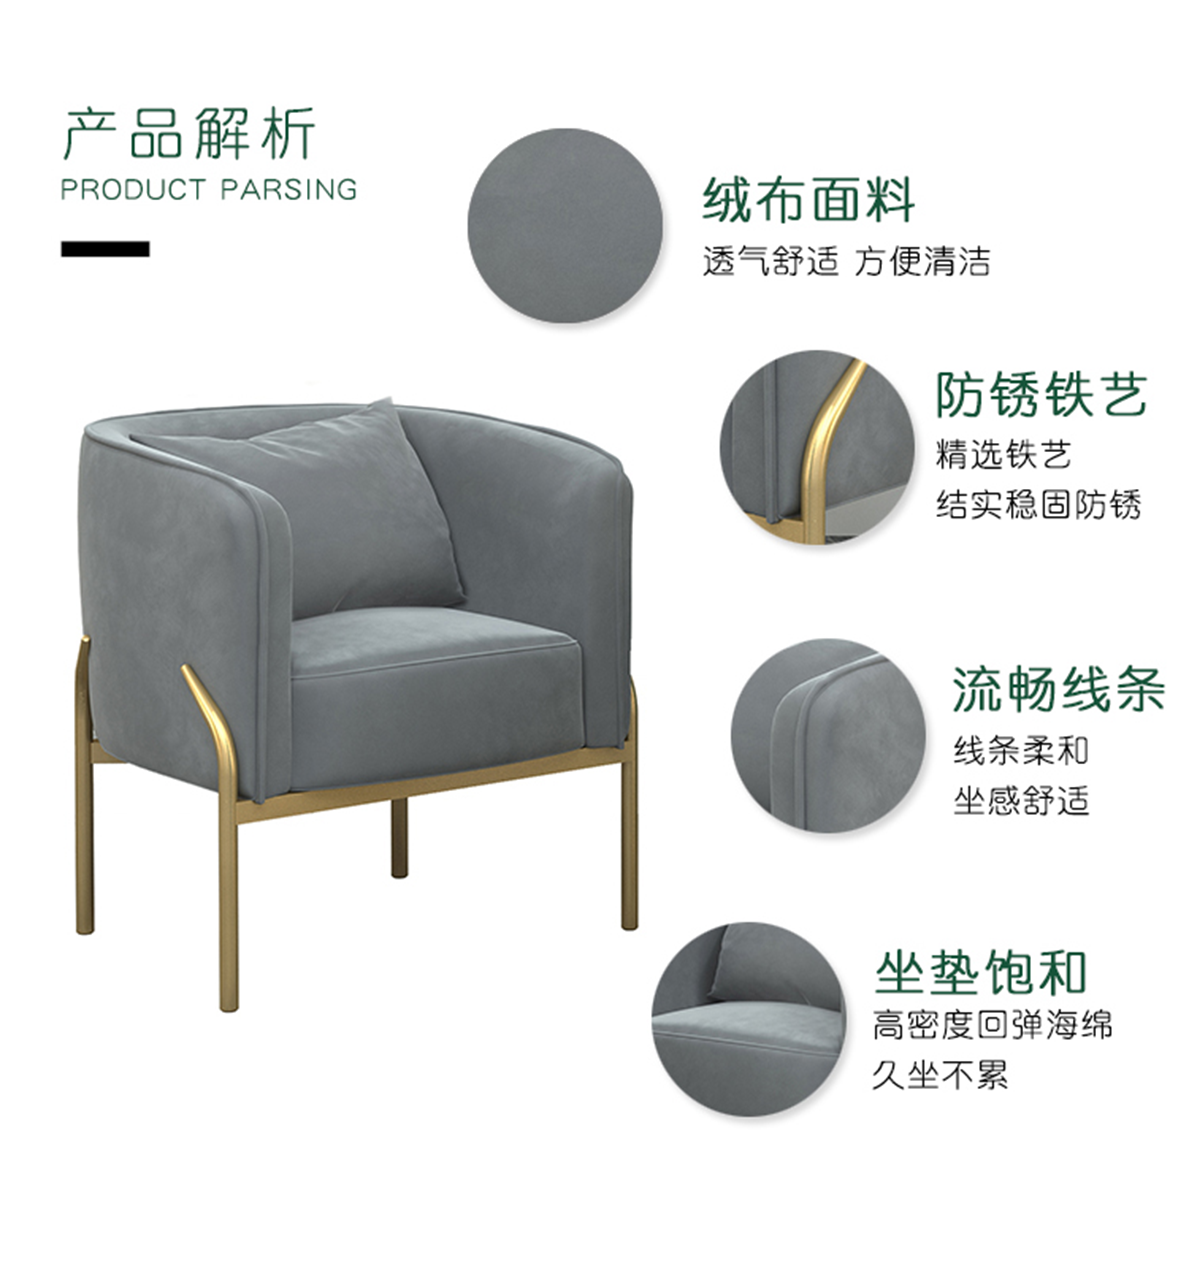 产品解析
PRODUCT PARSING
绒布面料
透气舒适 方便清洁
防锈铁艺
精选铁艺
结实稳固防锈
流畅线条
线条柔和
坐感舒适
坐垫饱和
高密度回弹海绵
久坐不累